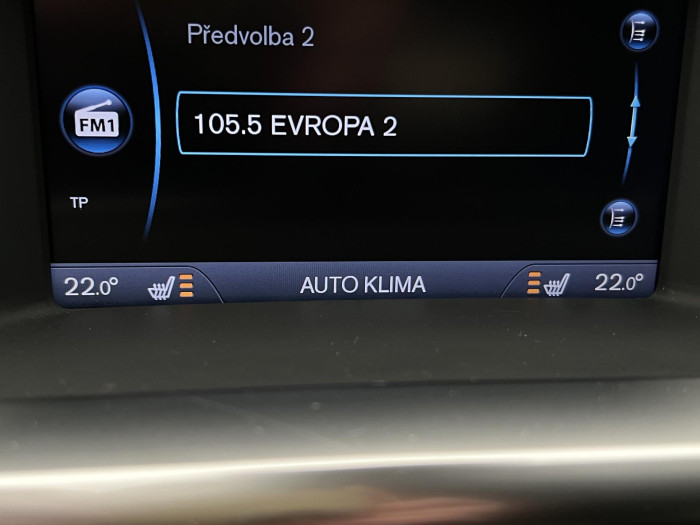 Předvolba 2
FM1
105.5 EVROPA 2
TP
22.0° AUTO KLIMA 22.0°